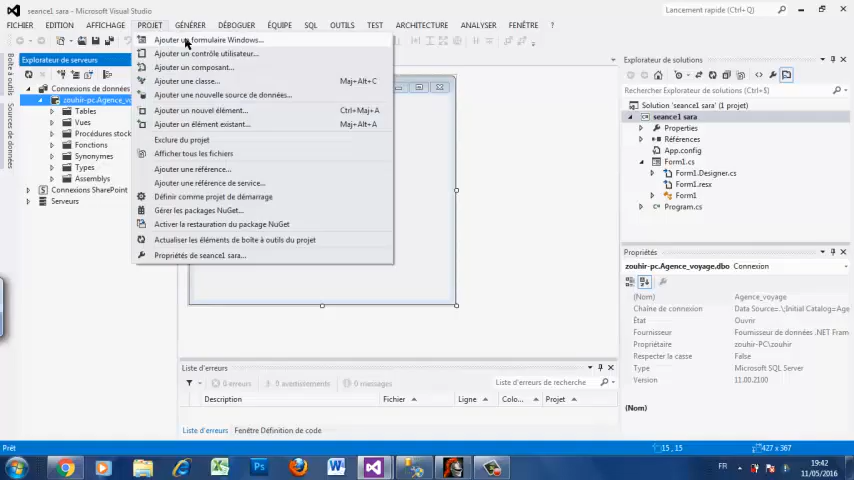 seance1 sara - Microsoft Visual Studio
Lancement rapide (Ctrl+Q)
FICHIER EDITION AFFICHAGE PROJET GÉNÉRER DÉBOGUER ÉQUIPE SQL OUTILS TEST ARCHITECTURE ANALYSER FENÊTRE ?
Boîte à outils
Sources de données
Explorateur de serveurs
Connexions de données
zouhir-pc.Agence_vo
Tables
Vues
Procédures stock
Fonctions
Synonymes
Types
Assemblys
Connexions SharePoint
Serveurs
Ajouter un formulaire Windows...
Ajouter un contrôle utilisateur...
Ajouter un composant...
Ajouter une classe... Maj+Alt+C
Ajouter une nouvelle source de données...
Ajouter un nouvel élément... Ctrl+Maj+A
Ajouter un élément existant... Maj+Alt+A
Exclure du projet
Afficher tous les fichiers
Ajouter une référence...
Ajouter une référence de service...
Définir comme projet de démarrage
Gérer les packages NuGet...
Activer la restauration du package NuGet
Actualiser les éléments de boîte à outils du projet
Propriétés de seance1 sara...
Explorateur de solutions
Rechercher Explorateur de solutions
Solution 'seance1 sara' (1 projet)
seance1 sara
Properties
Références
App.config
Form1.cs
Form1.Designer.cs
Form1.resx
Form1
Program.cs
Propriétés
zouhir-pc.Agence_voyage.dbo Connexion
(Nom) Agence_voyage
Chaîne de connexion Data Source=.;Initial Catalog=Age
État Ouvrir
Fournisseur Fournisseur de données .NET Fram
Propriétaire zouhir-PC\zouhir
Respecter la casse False
Type Microsoft SQL Server
Version 11.00.2100
(Nom)
Liste d'erreurs
0 erreurs 0 avertissements 0 messages
Rechercher Liste d'erreurs
Description Fichier Ligne Colo... Projet
Liste d'erreurs Fenêtre Définition de code
Prêt
15 , 15
427 x 367
Ps
FR
19:42
11/05/2016